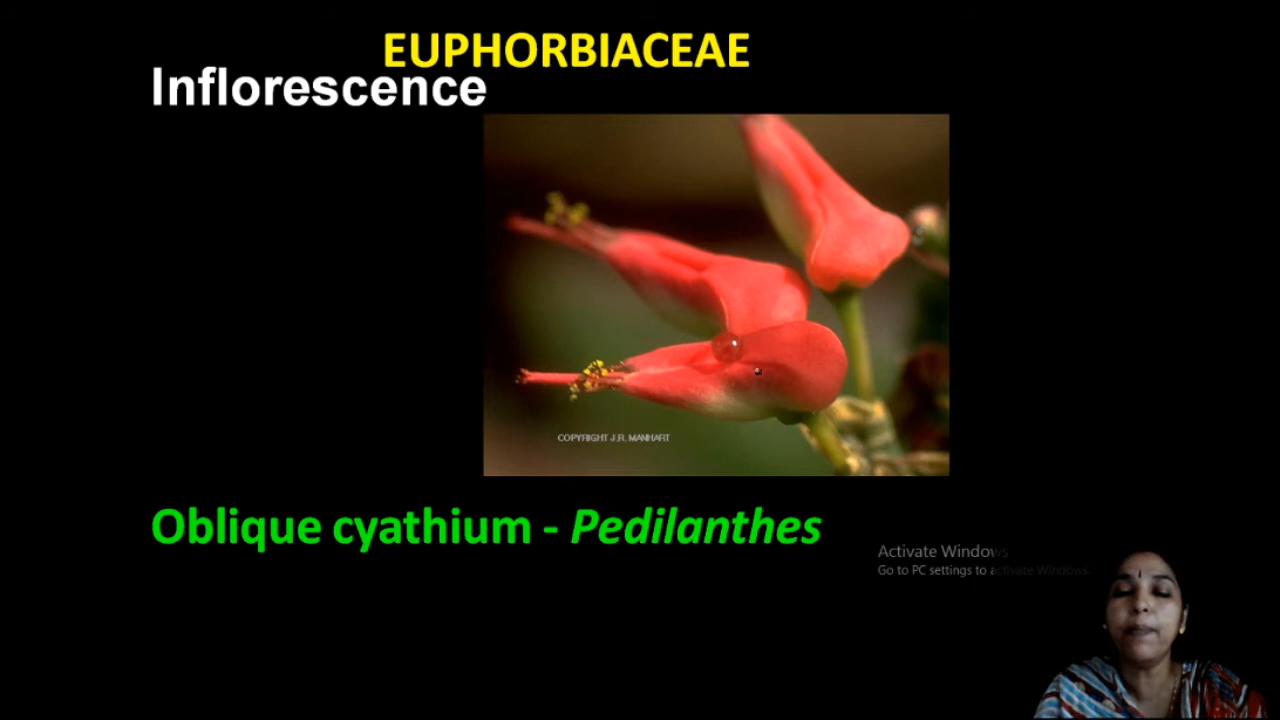 EUPHORBIACEAE
Inflorescence
COPYRIGHT J.R. MANHART
Oblique cyathium - Pedilanthes
Activate Windows
Go to PC settings to activate Windows.